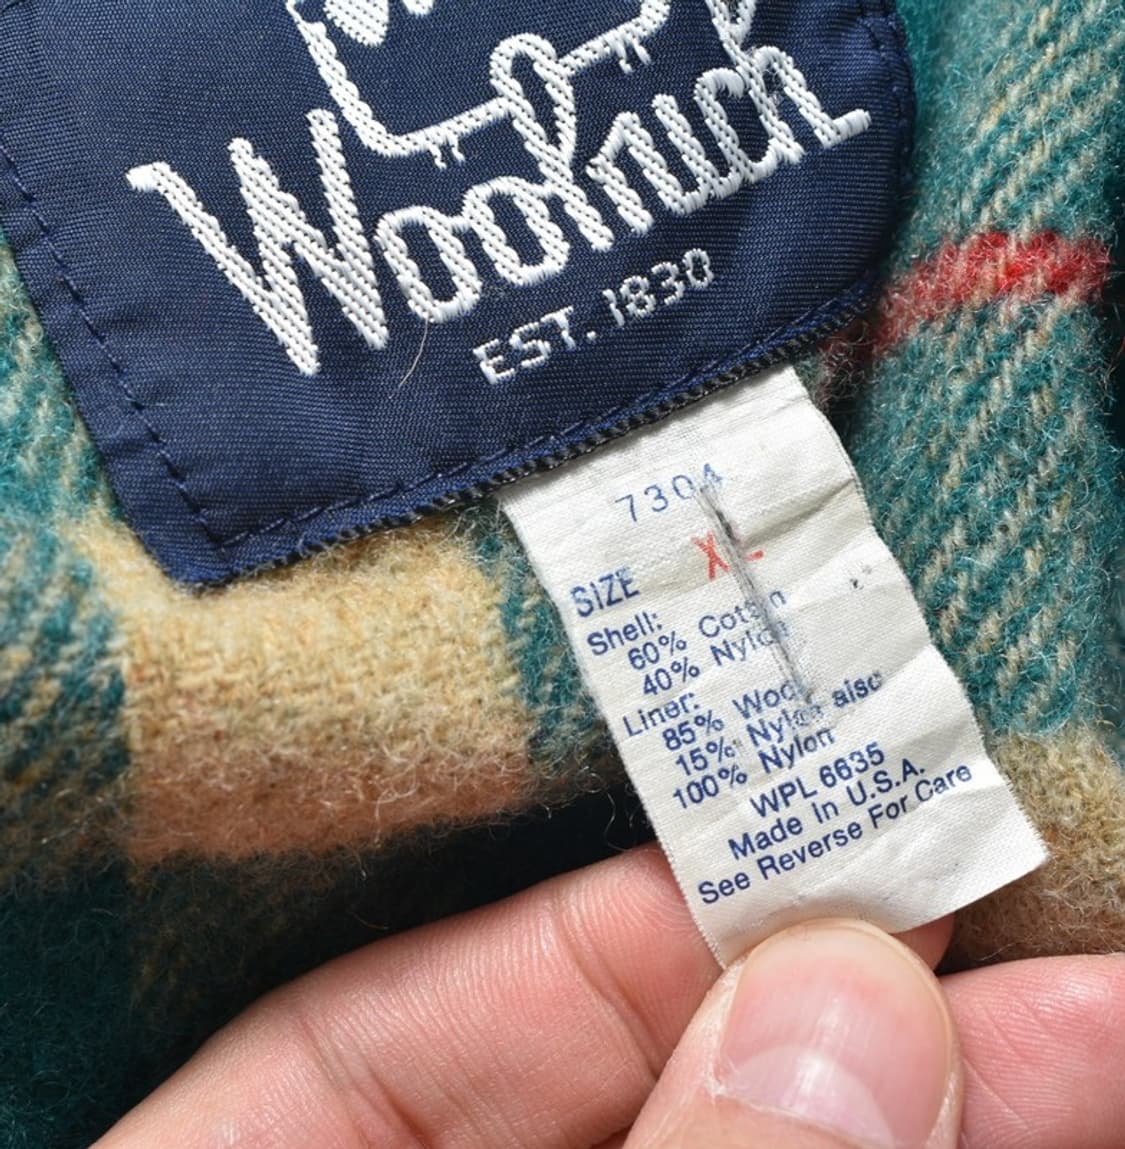 Woolrich
EST. 1830
7304
XL
SIZE
Shell:
60% Cotton
40% Nylon
Liner:
85% Wool
15% Nylon also
100% Nylon
WPL 6635
Made In U.S.A.
See Reverse For Care